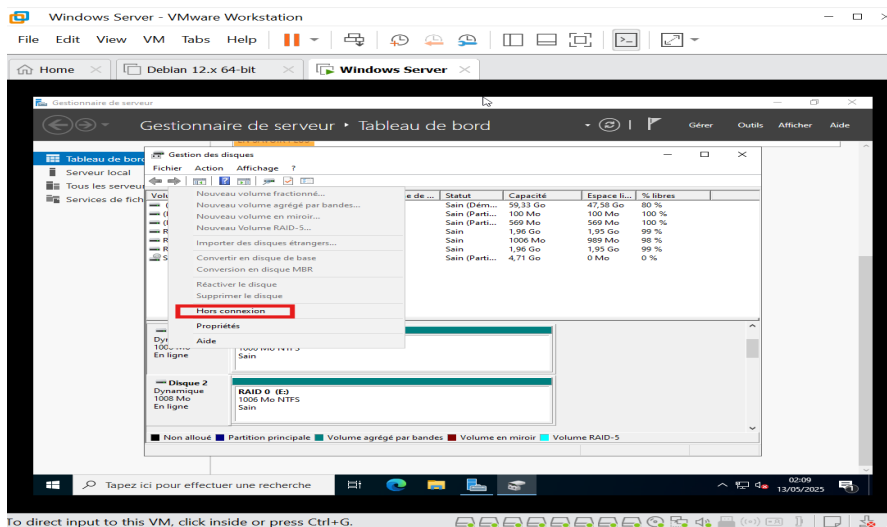 Windows Server - VMware Workstation
File Edit View VM Tabs Help
Home Debian 12.x 64-bit Windows Server
Gestionnaire de serveur
Gestionnaire de serveur • Tableau de bord Gérer Outils Afficher Aide
Tableau de bord
Serveur local
Tous les serveu
Services de fich
Gestion des disques
Fichier Action Affichage ?
Volu e de ... Statut Capacité Espace li... % libres
Sain (Dém... 59,33 Go 47,58 Go 80 %
Sain (Parti... 100 Mo 100 Mo 100 %
Sain (Parti... 569 Mo 569 Mo 100 %
R Sain 1,96 Go 1,95 Go 99 %
R Sain 1006 Mo 989 Mo 98 %
R Sain 1,96 Go 1,95 Go 99 %
S Sain (Parti... 4,71 Go 0 Mo 0 %
Nouveau volume fractionné...
Nouveau volume agrégé par bandes...
Nouveau volume en miroir...
Nouveau Volume RAID-5...
Importer des disques étrangers...
Convertir en disque de base
Conversion en disque MBR
Réactiver le disque
Supprimer le disque
Hors connexion
Propriétés
Aide
En ligne
Sain
Disque 2
Dynamique
1008 Mo
En ligne
RAID 0 (E:)
1006 Mo NTFS
Sain
Non alloué Partition principale Volume agrégé par bandes Volume en miroir Volume RAID-5
Tapez ici pour effectuer une recherche
02:09
13/05/2025
To direct input to this VM, click inside or press Ctrl+G.